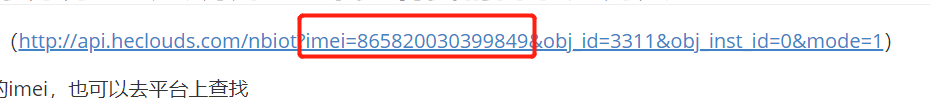 （http://api.heclouds.com/nbiot?imei=865820030399849&obj_id=3311&obj_inst_id=0&mode=1）
的imei，也可以去平台上查找